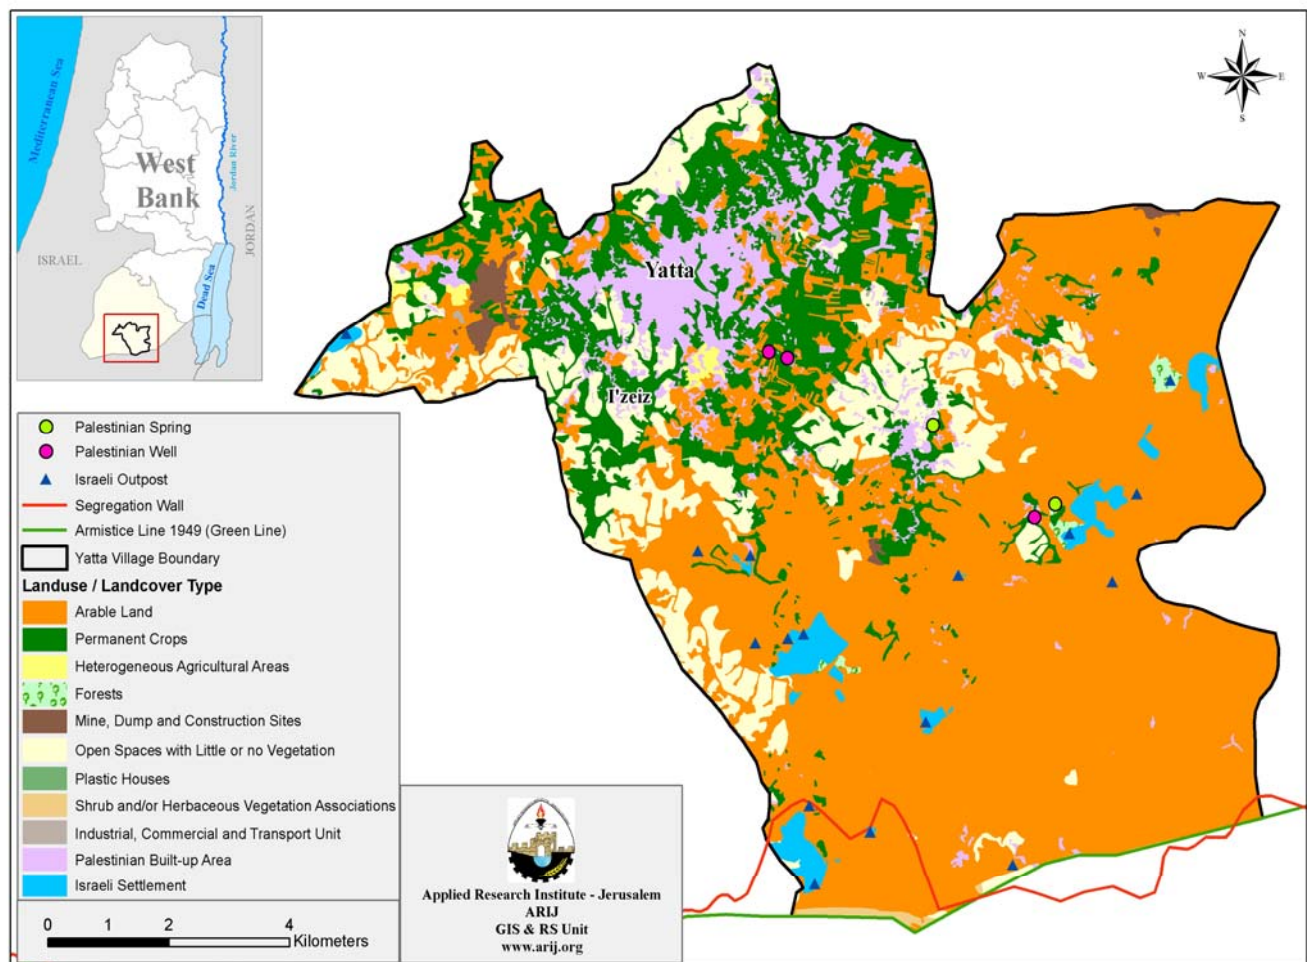 Mediterranean Sea
West
Bank
Jordan River
JORDAN
ISRAEL
Dead Sea
N
W
E
S
Yatta
I'zeiz
Palestinian Spring
Palestinian Well
Israeli Outpost
Segregation Wall
Armistice Line 1949 (Green Line)
Yatta Village Boundary
Landuse / Landcover Type
Arable Land
Permanent Crops
Heterogeneous Agricultural Areas
Forests
Mine, Dump and Construction Sites
Open Spaces with Little or no Vegetation
Plastic Houses
Shrub and/or Herbaceous Vegetation Associations
Industrial, Commercial and Transport Unit
Palestinian Built-up Area
Israeli Settlement
0 1 2 4
Kilometers
Applied Research Institute - Jerusalem
ARIJ
GIS & RS Unit
www.arij.org